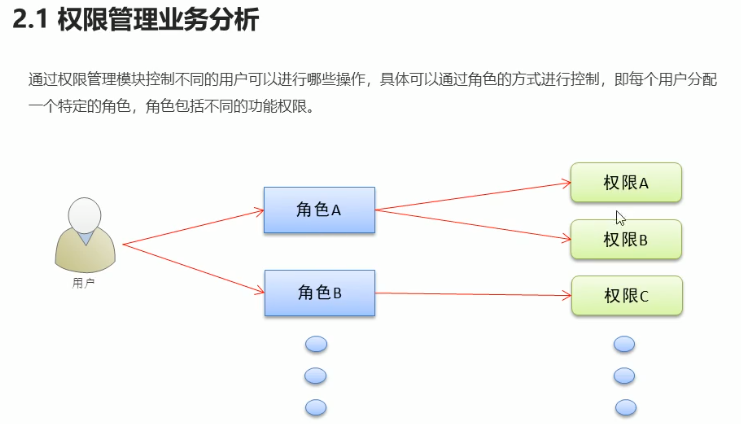 2.1 权限管理业务分析
通过权限管理模块控制不同的用户可以进行哪些操作，具体可以通过角色的方式进行控制，即每个用户分配
一个特定的角色，角色包括不同的功能权限。
权限A
角色A
权限B
用户
角色B
权限C